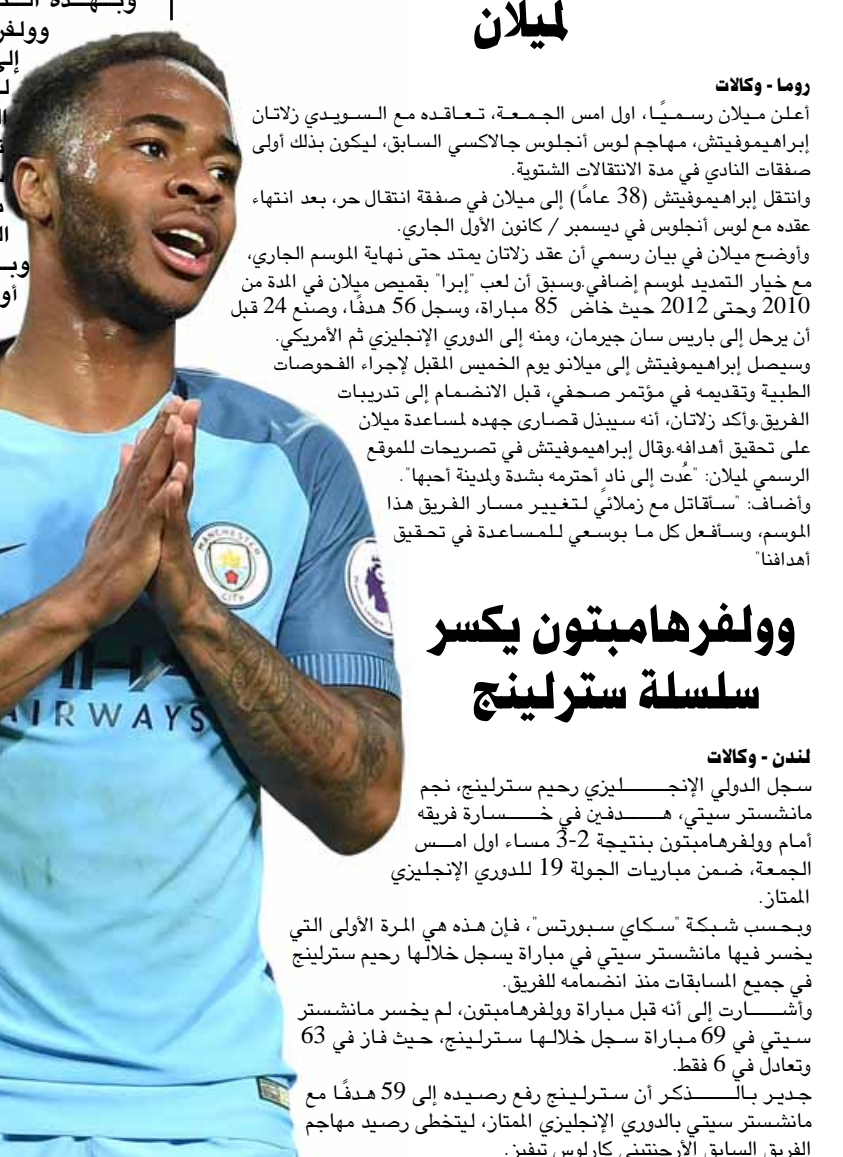 لميلان
روما - وكالات
أعلن ميلان رسميًا، اول امس الجمعة، تعاقده مع السويدي زلاتان
إبراهيموفيتش، مهاجم لوس أنجلوس جالاكسي السابق، ليكون بذلك أولى
صفقات النادي في مدة الانتقالات الشتوية.
وانتقل إبراهيموفيتش (38 عامًا) إلى ميلان في صفقة انتقال حر، بعد انتهاء
عقده مع لوس أنجلوس في ديسمبر / كانون الأول الجاري.
وأوضح ميلان في بيان رسمي أن عقد زلاتان يمتد حتى نهاية الموسم الجاري،
مع خيار التمديد لموسم إضافي.وسبق أن لعب "إبرا" بقميص ميلان في المدة من
2010 وحتى 2012 حيث خاض 85 مباراة، وسجل 56 هدفًا، وصنع 24 قبل
أن يرحل إلى باريس سان جيرمان، ومنه إلى الدوري الإنجليزي ثم الأمريكي.
وسيصل إبراهيموفيتش إلى ميلانو يوم الخميس المقبل لإجراء الفحوصات
الطبية وتقديمه في مؤتمر صحفي، قبل الانضمام إلى تدريبات
الفريق.وأكد زلاتان، أنه سيبذل قصارى جهده لمساعدة ميلان
على تحقيق أهدافه.وقال إبراهيموفيتش في تصريحات للموقع
الرسمي لميلان: "عُدت إلى نادٍ أحترمه بشدة ولمدينة أحبها".
وأضاف: "سأقاتل مع زملائي لتغيير مسار الفريق هذا
الموسم، وسأفعل كل ما بوسعي للمساعدة في تحقيق
أهدافنا"
وولفرهامبتون يكسر
سلسلة سترلينج
لندن - وكالات
سجل الدولي الإنجليزي رحيم سترلينج، نجم
مانشستر سيتي، هدفين في خسارة فريقه
أمام وولفرهامبتون بنتيجة 2-3 مساء اول امس
الجمعة، ضمن مباريات الجولة 19 للدوري الإنجليزي
الممتاز.
وبحسب شبكة "سكاي سبورتس"، فإن هذه هي المرة الأولى التي
يخسر فيها مانشستر سيتي في مباراة يسجل خلالها رحيم سترلينج
في جميع المسابقات منذ انضمامه للفريق.
وأشارت إلى أنه قبل مباراة وولفرهامبتون، لم يخسر مانشستر
سيتي في 69 مباراة سجل خلالها سترلينج، حيث فاز في 63
وتعادل في 6 فقط.
جدير بالذكر أن سترلينج رفع رصيده إلى 59 هدفًا مع
مانشستر سيتي بالدوري الإنجليزي الممتاز، ليتخطى رصيد مهاجم
الفريق السابق الأرجنتيني كارلوس تيفيز.
MANCHESTER
CITY
AIRWAYS